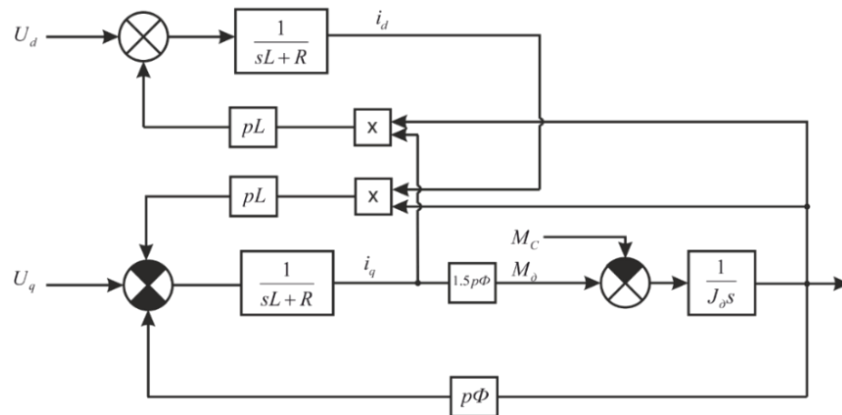 U_d
1
sL + R
i_d
pL
x
pL
x
U_q
1
sL + R
i_q
1.5pΦ
M_C
M_∂
1
J_∂s
pΦ